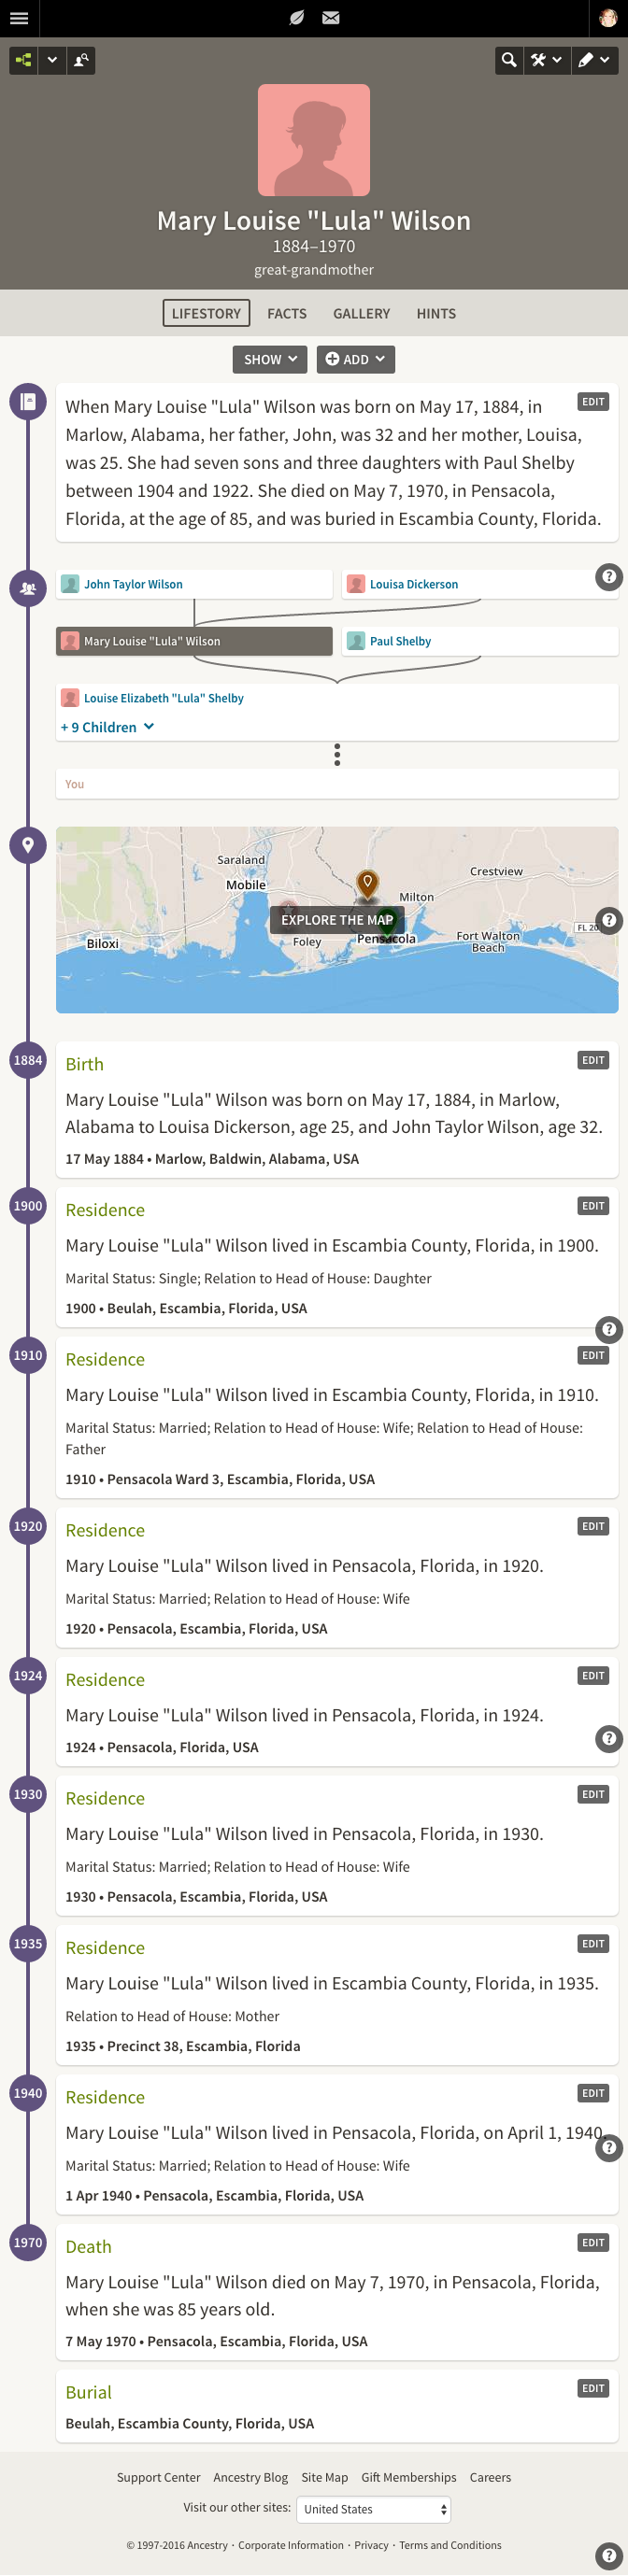 Mary Louise "Lula" Wilson
1884–1970
great-grandmother
LIFESTORY FACTS GALLERY HINTS
SHOW ADD
EDIT
When Mary Louise "Lula" Wilson was born on May 17, 1884, in
Marlow, Alabama, her father, John, was 32 and her mother, Louisa,
was 25. She had seven sons and three daughters with Paul Shelby
between 1904 and 1922. She died on May 7, 1970, in Pensacola,
Florida, at the age of 85, and was buried in Escambia County, Florida.
?
John Taylor Wilson Louisa Dickerson
Mary Louise "Lula" Wilson Paul Shelby
Louise Elizabeth "Lula" Shelby
+ 9 Children
You
Saraland
Mobile
Crestview
Milton
EXPLORE THE MAP
?
FL 20
Biloxi
Foley
Pensacola
Fort Walton
Beach
1884
Birth
EDIT
Mary Louise "Lula" Wilson was born on May 17, 1884, in Marlow,
Alabama to Louisa Dickerson, age 25, and John Taylor Wilson, age 32.
17 May 1884 • Marlow, Baldwin, Alabama, USA
1900
Residence
EDIT
Mary Louise "Lula" Wilson lived in Escambia County, Florida, in 1900.
Marital Status: Single; Relation to Head of House: Daughter
1900 • Beulah, Escambia, Florida, USA
?
1910
Residence
EDIT
Mary Louise "Lula" Wilson lived in Escambia County, Florida, in 1910.
Marital Status: Married; Relation to Head of House: Wife; Relation to Head of House:
Father
1910 • Pensacola Ward 3, Escambia, Florida, USA
1920
Residence
EDIT
Mary Louise "Lula" Wilson lived in Pensacola, Florida, in 1920.
Marital Status: Married; Relation to Head of House: Wife
1920 • Pensacola, Escambia, Florida, USA
1924
Residence
EDIT
Mary Louise "Lula" Wilson lived in Pensacola, Florida, in 1924.
?
1924 • Pensacola, Florida, USA
1930
Residence
EDIT
Mary Louise "Lula" Wilson lived in Pensacola, Florida, in 1930.
Marital Status: Married; Relation to Head of House: Wife
1930 • Pensacola, Escambia, Florida, USA
1935
Residence
EDIT
Mary Louise "Lula" Wilson lived in Escambia County, Florida, in 1935.
Relation to Head of House: Mother
1935 • Precinct 38, Escambia, Florida
1940
Residence
EDIT
Mary Louise "Lula" Wilson lived in Pensacola, Florida, on April 1, 1940.
?
Marital Status: Married; Relation to Head of House: Wife
1 Apr 1940 • Pensacola, Escambia, Florida, USA
1970
Death
EDIT
Mary Louise "Lula" Wilson died on May 7, 1970, in Pensacola, Florida,
when she was 85 years old.
7 May 1970 • Pensacola, Escambia, Florida, USA
Burial
EDIT
Beulah, Escambia County, Florida, USA
Support Center Ancestry Blog Site Map Gift Memberships Careers
Visit our other sites: United States
© 1997-2016 Ancestry · Corporate Information · Privacy · Terms and Conditions
?